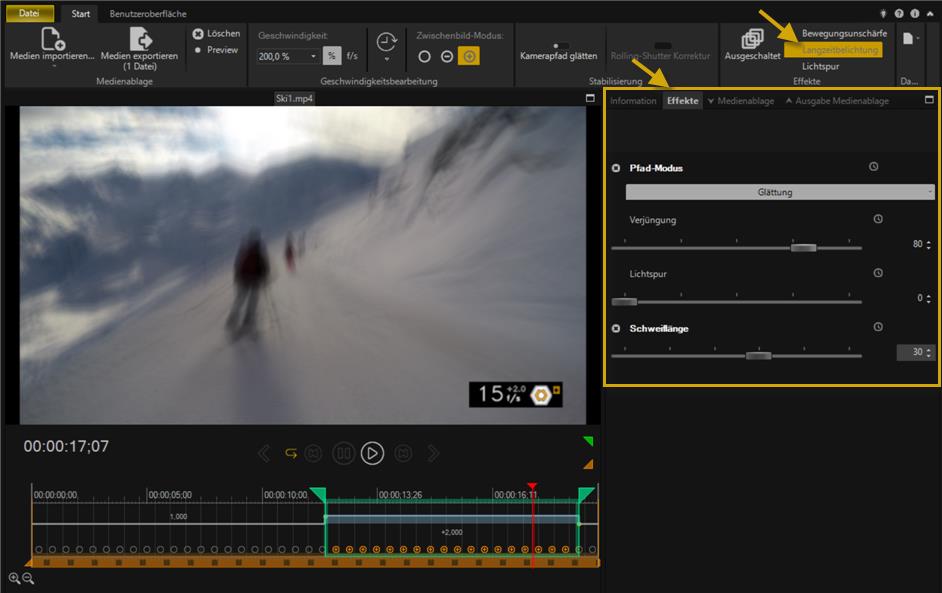 Datei Start Benutzeroberfläche
Medien importieren... Medien exportieren
(1 Datei)
Löschen
Preview
Medienablage
Geschwindigkeit:
200,0 % % f/s
Zwischenbild-Modus:
Geschwindigkeitsbearbeitung
Kamerapfad glätten Rolling-Shutter Korrektur
Stabilisierung
Ausgeschaltet
Bewegungsunschärfe
Langzeitbelichtung
Lichtspur
Effekte
Da...
Ski1.mp4
Information Effekte Medienablage Ausgabe Medienablage
Pfad-Modus
Glättung
Verjüngung
80
Lichtspur
0
Schweiflänge
30
15 +2.0
f/s
00:00:17;07
00:00:00;00 00:00:05;00 00:00:10;00 00:00:13;26 00:00:16;11
1,000
+2,000